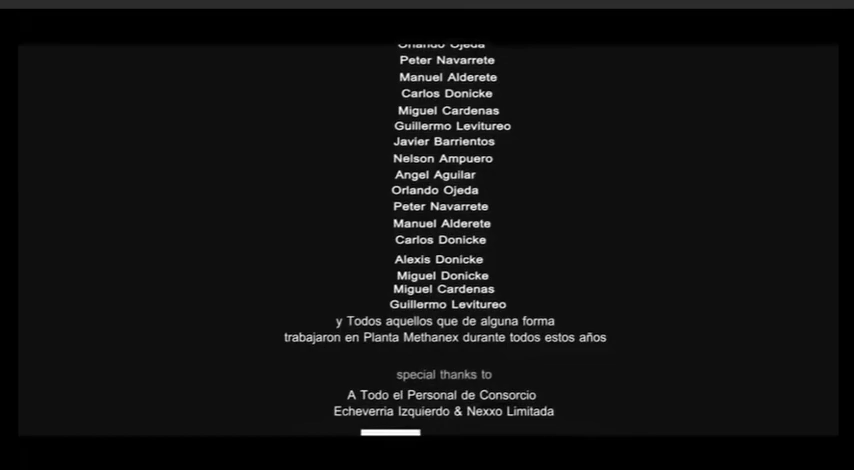 Orlando Ojeda
Peter Navarrete
Manuel Alderete
Carlos Donicke
Miguel Cardenas
Guillermo Levitureo
Javier Barrientos
Nelson Ampuero
Angel Aguilar
Orlando Ojeda
Peter Navarrete
Manuel Alderete
Carlos Donicke
Alexis Donicke
Miguel Donicke
Miguel Cardenas
Guillermo Levitureo
y Todos aquellos que de alguna forma
trabajaron en Planta Methanex durante todos estos años
special thanks to
A Todo el Personal de Consorcio
Echeverria Izquierdo & Nexxo Limitada